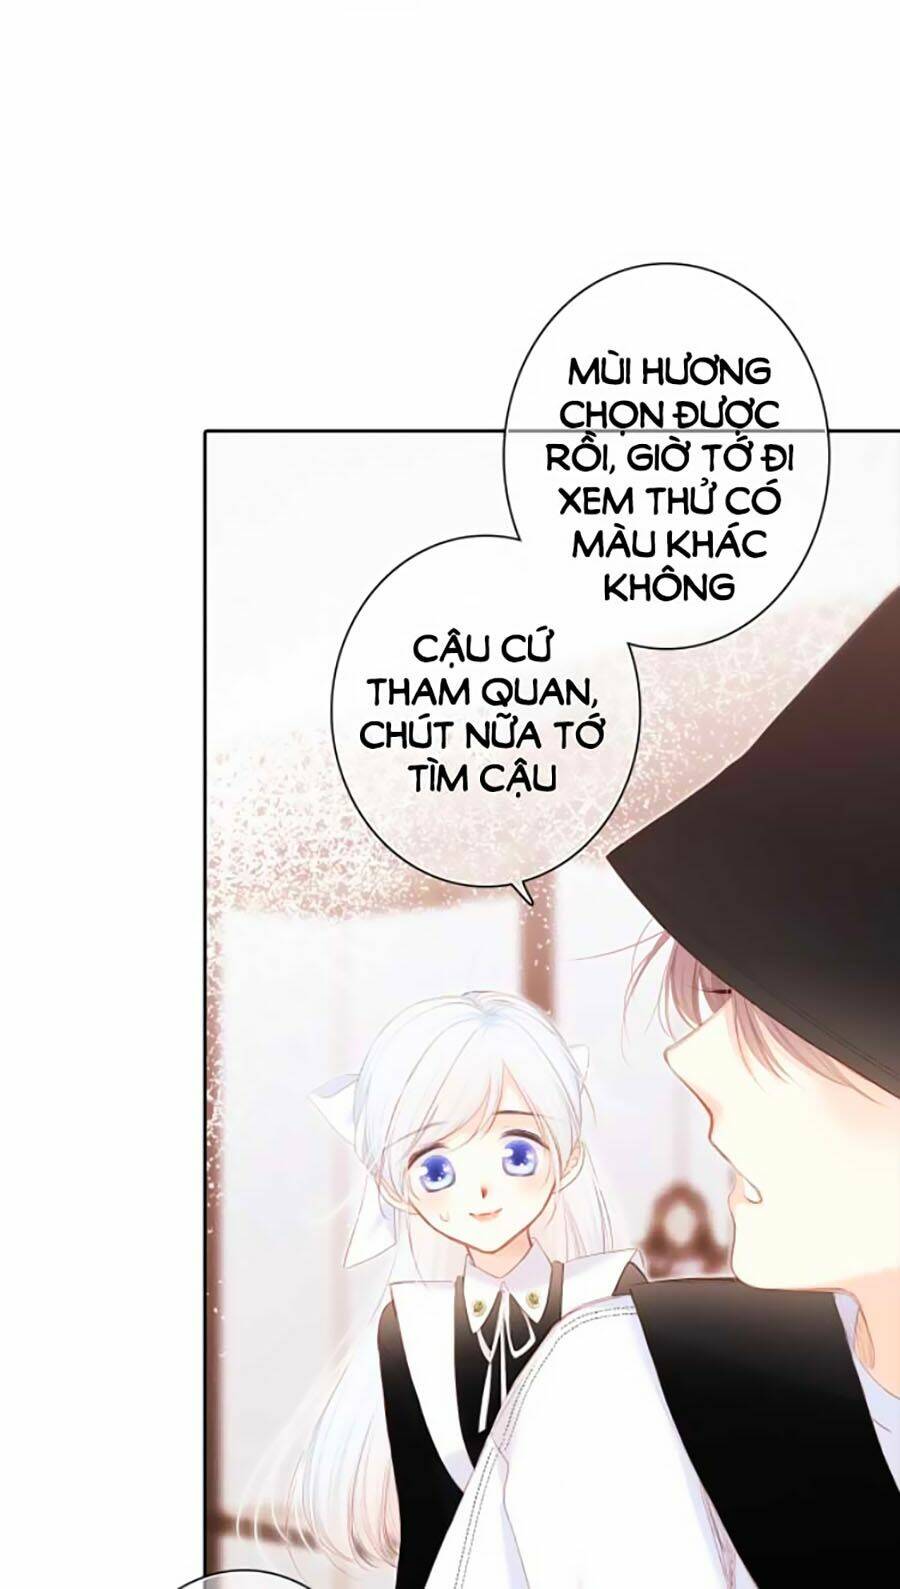 MÙI HƯƠNG
CHỌN ĐƯỢC
RỒI, GIỜ TỚ ĐI
XEM THỬ CÓ
MÀU KHÁC
KHÔNG
CẬU CỨ
THAM QUAN,
CHÚT NỮA TỚ
TÌM CẬU